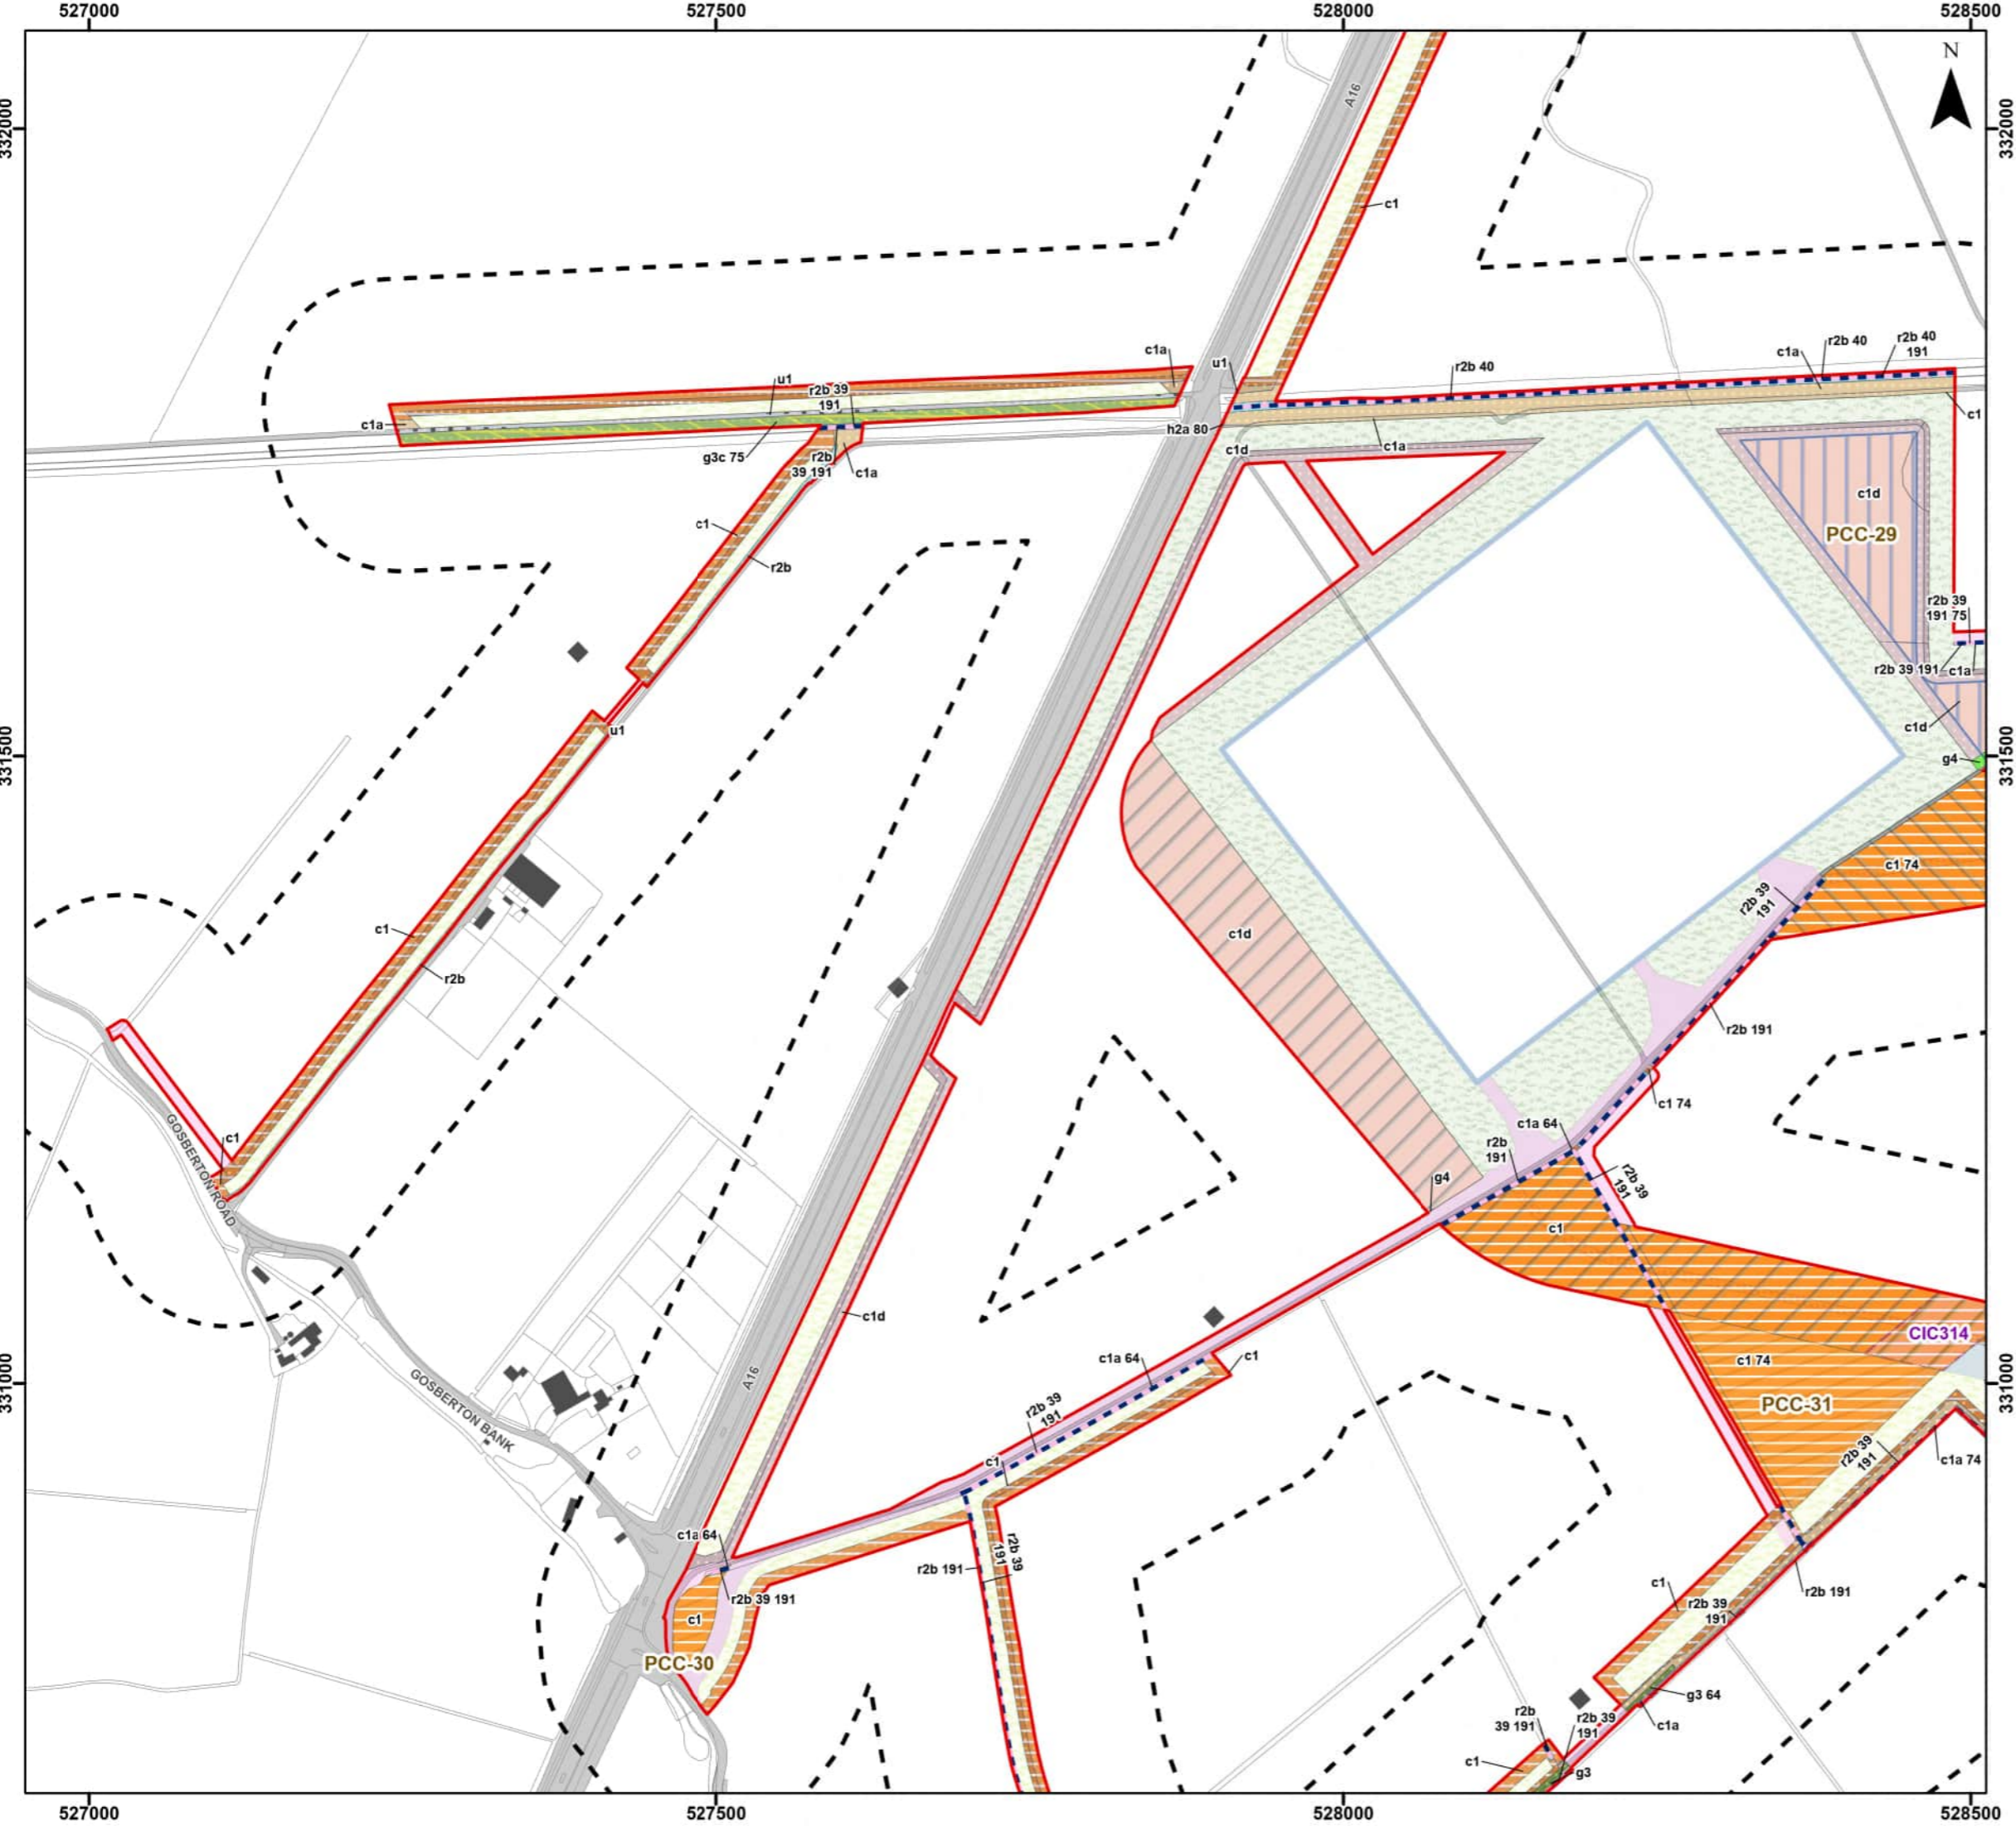 527000
527500
528000
528500
N
332000
332000
A16
c1
c1a
u1
r2b 40
c1a
r2b 40
191
u1
r2b 39
191
r2b 40
c1a
h2a 80
c1
g3c 75
r2b
39 191
c1a
c1d
c1a
c1d
PCC-29
c1
r2b
r2b 39
191 75
r2b 39 191
c1a
c1d
u1
g4
331500
331500
c1 74
r2b 39
191
c1
c1d
r2b
r2b 191
c1 74
GOSBERTON ROAD
c1
c1a 64
r2b
191
r2b 39
191
g4
c1
c1d
CIC314
c1a 64
c1
c1 74
331000
331000
A16
PCC-31
GOSBERTON BANK
r2b 39
191
c1
r2b 39
191
c1a 74
c1a 64
r2b 191
r2b 39
191
r2b 39 191
c1
c1
r2b 191
r2b 39
191
PCC-30
g3 64
c1a
r2b
39 191
r2b 39
191
c1
g3
527000
527500
528000
528500